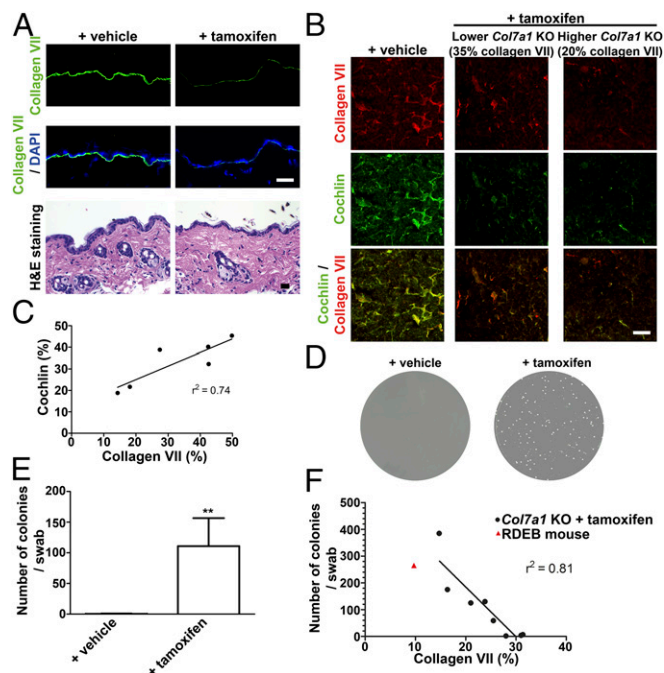 A
+ vehicle
+ tamoxifen
Collagen VII
Collagen VII
/ DAPI
H&E staining
B
+ tamoxifen
+ vehicle
Lower Col7a1 KO
(35% collagen VII)
Higher Col7a1 KO
(20% collagen VII)
Collagen VII
Cochlin
Cochlin /
Collagen VII
C
Cochlin (%)
50
40
30
20
10
0
r² = 0.74
0 10 20 30 40 50
Collagen VII (%)
D
+ vehicle
+ tamoxifen
E
Number of colonies
/ swab
200
150
100
50
0
**
+ vehicle
+ tamoxifen
F
Number of colonies
/ swab
500
400
300
200
100
0
Col7a1 KO + tamoxifen
RDEB mouse
r² = 0.81
0 10 20 30 40
Collagen VII (%)